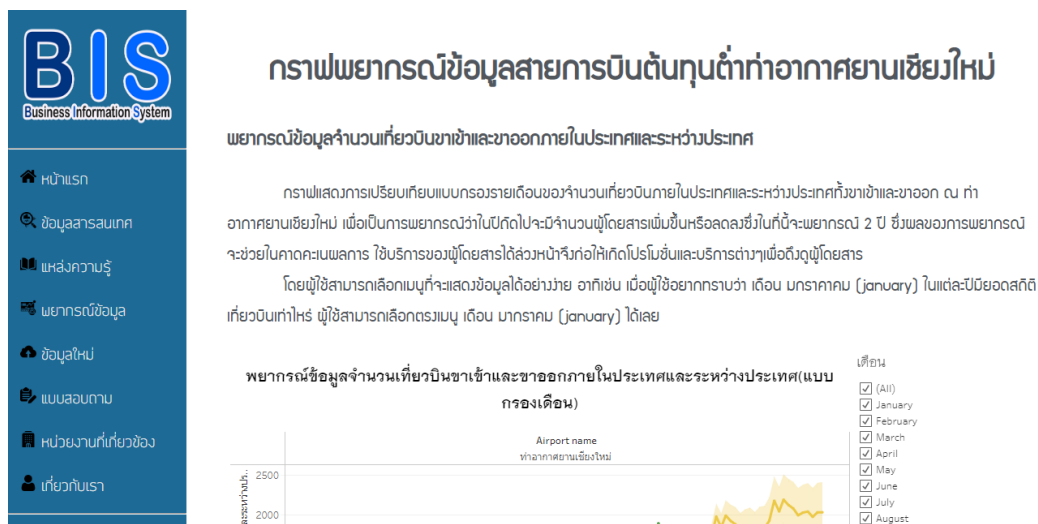 BIS
Business Information System
หน้าแรก
ข้อมูลสารสนเทศ
แหล่งความรู้
พยากรณ์ข้อมูล
ข้อมูลใหม่
แบบสอบถาม
หน่วยงานที่เกี่ยวข้อง
เกี่ยวกับเรา
กราฟพยากรณ์ข้อมูลสายการบินต้นทุนต่ำท่าอากาศยานเชียงใหม่
พยากรณ์ข้อมูลจำนวนเที่ยวบินขาเข้าและขาออกภายในประเทศและระหว่างประเทศ
กราฟแสดงการเปรียบเทียบแบบกรองรายเดือนของจำนวนเที่ยวบินภายในประเทศและระหว่างประเทศทั้งขาเข้าและขาออก ณ ท่า
อากาศยานเชียงใหม่ เพื่อเป็นการพยากรณ์ว่าในปีถัดไปจะมีจำนวนผู้โดยสารเพิ่มขึ้นหรือลดลงซึ่งในที่นี้จะพยากรณ์ 2 ปี ซึ่งผลของการพยากรณ์
จะช่วยในคาดคะเนผลการ ใช้บริการของผู้โดยสารได้ล่วงหน้าจึงก่อให้เกิดโปรโมชั่นและบริการต่างๆเพื่อดึงดูผู้โดยสาร
โดยผู้ใช้สามารถเลือกเมนูที่จะแสดงข้อมูลได้อย่างง่าย อาทิเช่น เมื่อผู้ใช้อยากทราบว่า เดือน มกราคาคม (january) ในแต่ละปีมียอดสถิติ
เที่ยวบินเท่าไหร่ ผู้ใช้สามารถเลือกตรงเมนู เดือน มากราคม (january) ได้เลย
พยากรณ์ข้อมูลจำนวนเที่ยวบินขาเข้าและขาออกภายในประเทศและระหว่างประเทศ(แบบ
กรองเดือน)
Airport name
ท่าอากาศยานเชียงใหม่
2500
2000
และระหว่างปร..
เดือน
(All)
January
February
March
April
May
June
July
August